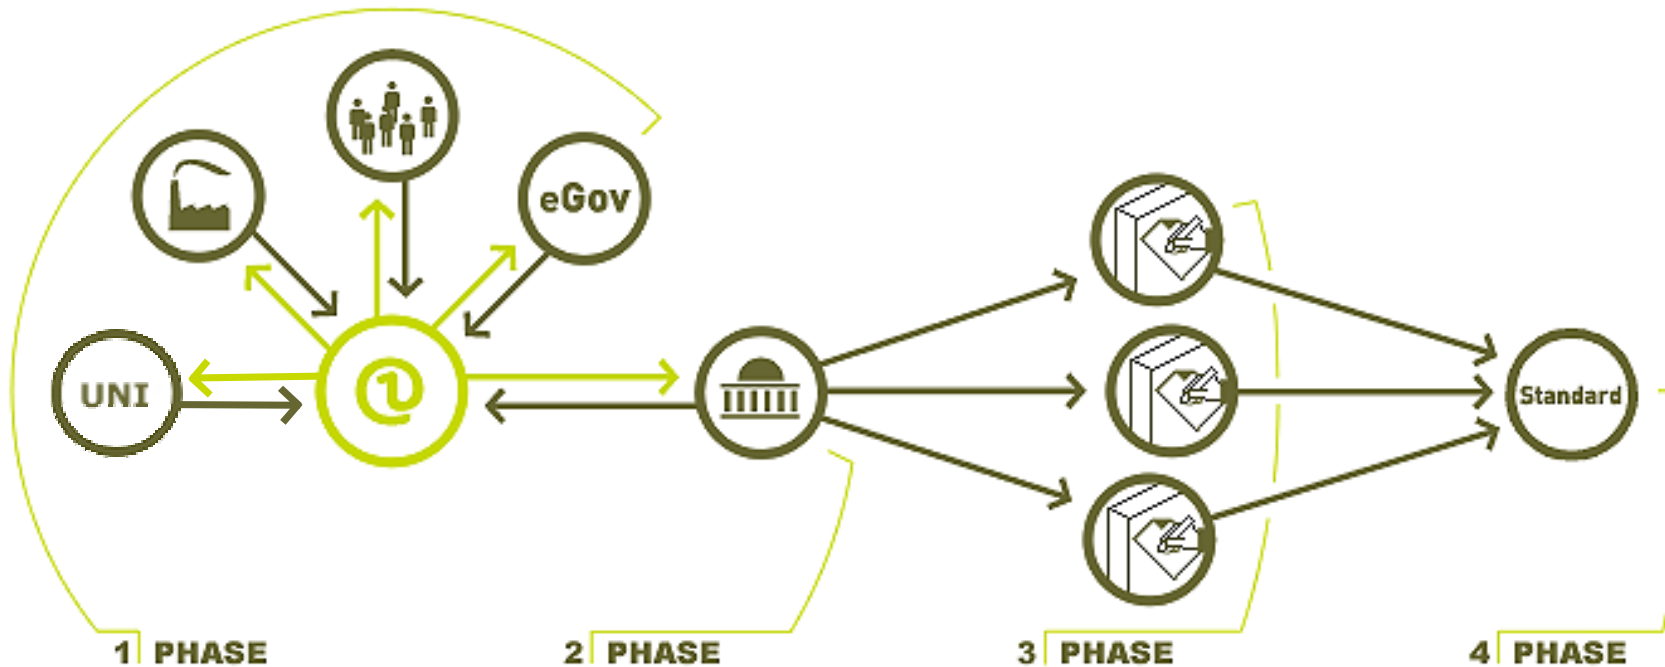 eGov
UNI
@
Standard
1 PHASE
2 PHASE
3 PHASE
4 PHASE